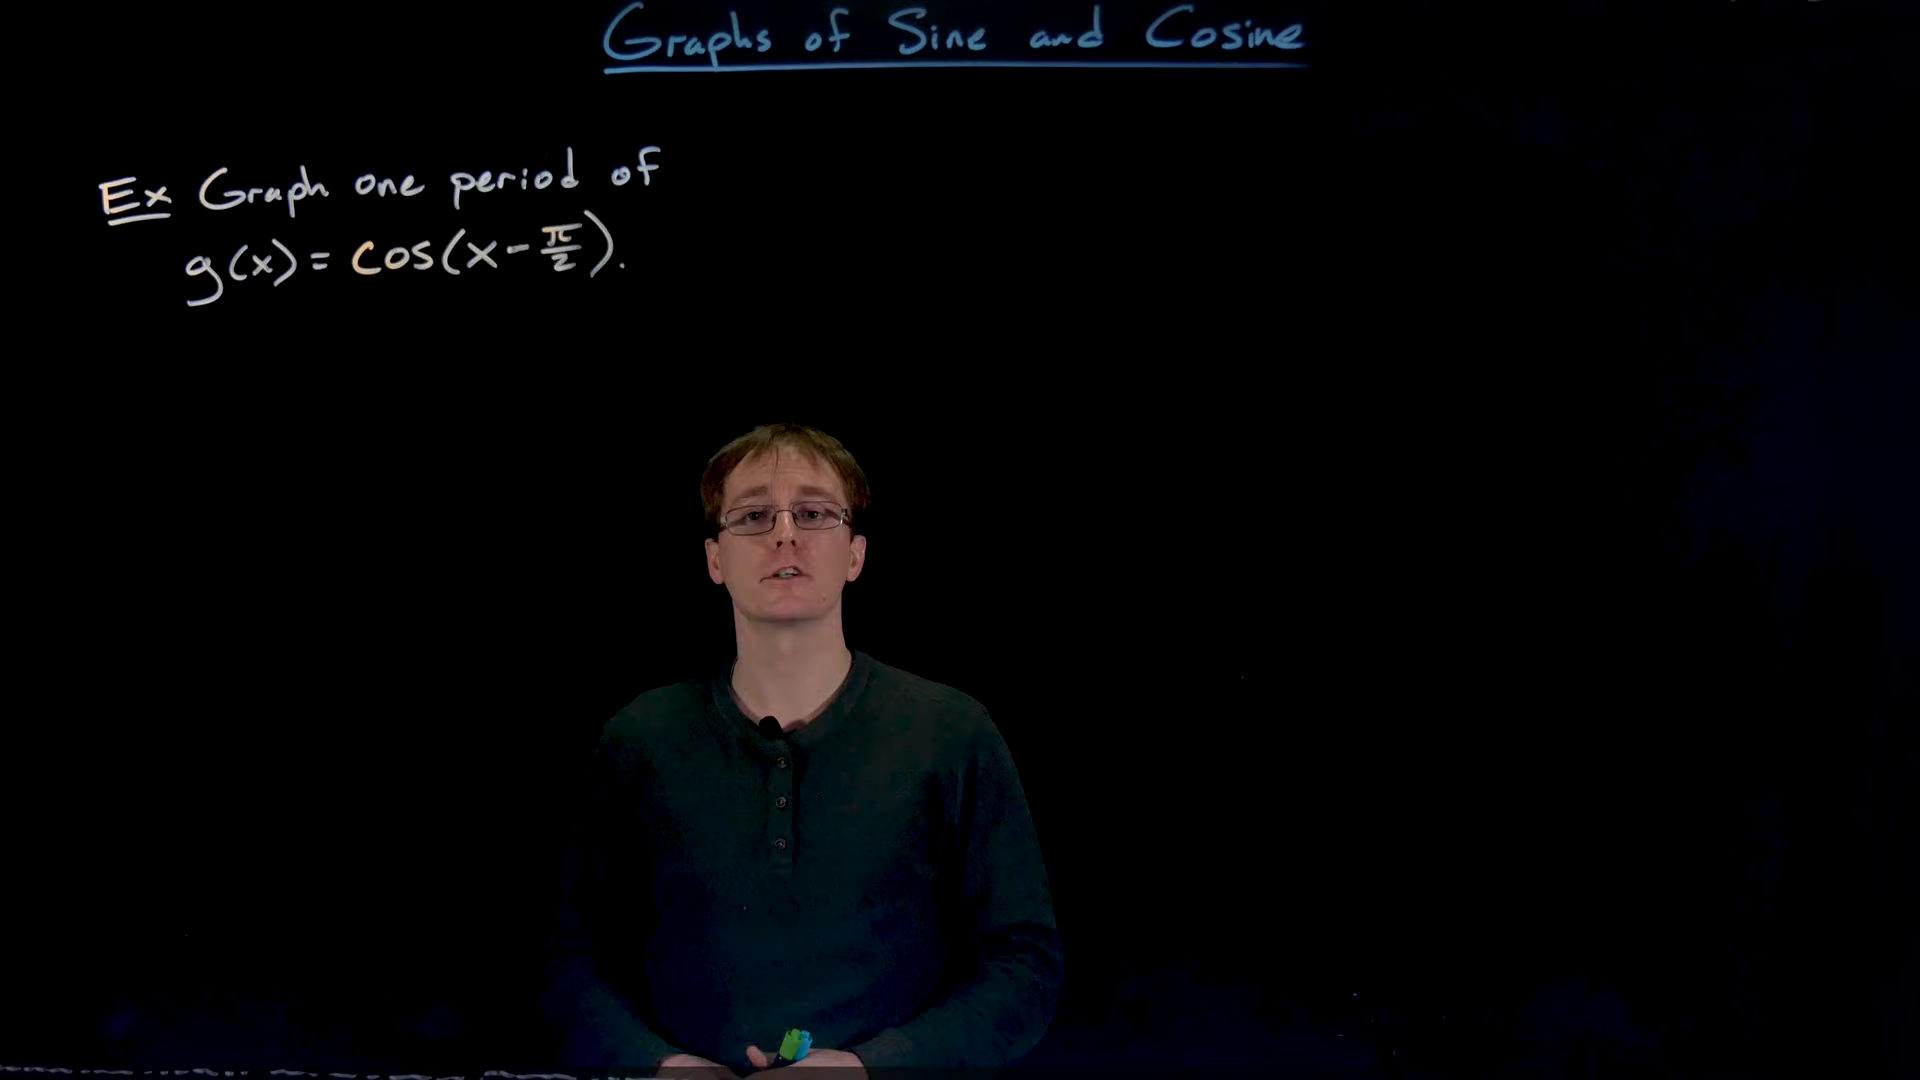 Graphs of Sine and Cosine
Ex Graph one period of
g(x) = cos(x - π/2).